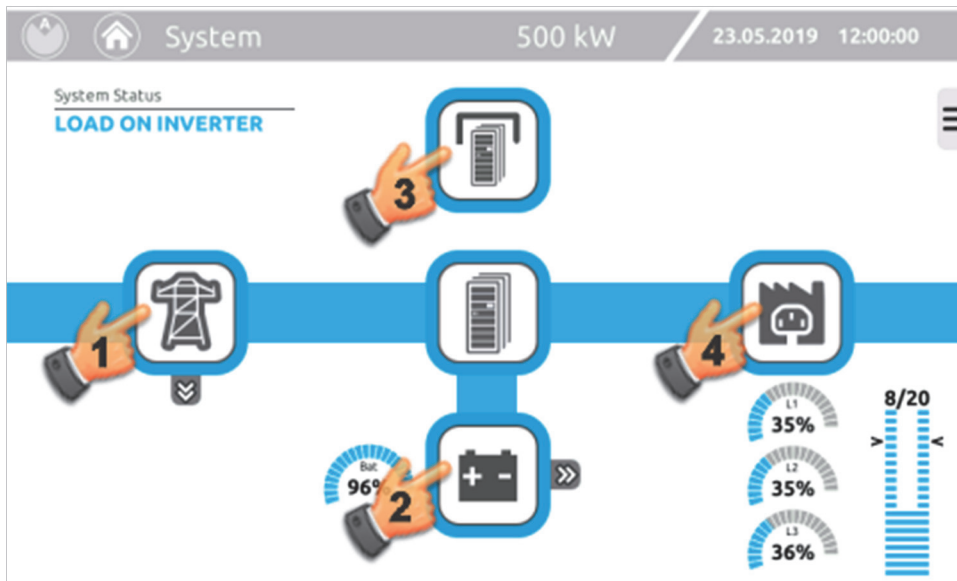 A
System
500 kW
23.05.2019 12:00:00
System Status
LOAD ON INVERTER
3
1
4
8/20
L1
35%
Bat
96%
2
L2
35%
L3
36%